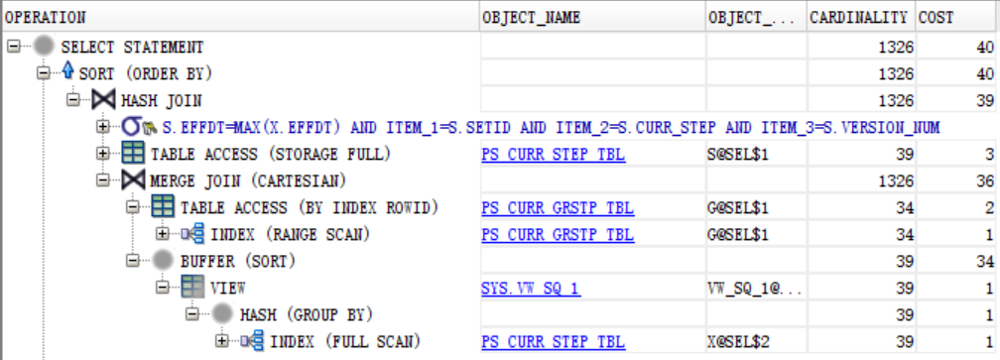 OPERATION OBJECT_NAME OBJECT_... CARDINALITY COST
SELECT STATEMENT 1326 40
SORT (ORDER BY) 1326 40
HASH JOIN 1326 39
S.EFFDT=MAX(X.EFFDT) AND ITEM_1=S.SETID AND ITEM_2=S.CURR_STEP AND ITEM_3=S.VERSION_NUM
TABLE ACCESS (STORAGE FULL) PS_CURR_STEP_TBL S@SEL$1 39 3
MERGE JOIN (CARTESIAN) 1326 36
TABLE ACCESS (BY INDEX ROWID) PS_CURR_GRSTP_TBL G@SEL$1 34 2
INDEX (RANGE SCAN) PS_CURR_GRSTP_TBL G@SEL$1 34 1
BUFFER (SORT) 39 34
VIEW SYS.VW_SQ_1 VW_SQ_1@... 39 1
HASH (GROUP BY) 39 1
INDEX (FULL SCAN) PS_CURR_STEP_TBL X@SEL$2 39 1